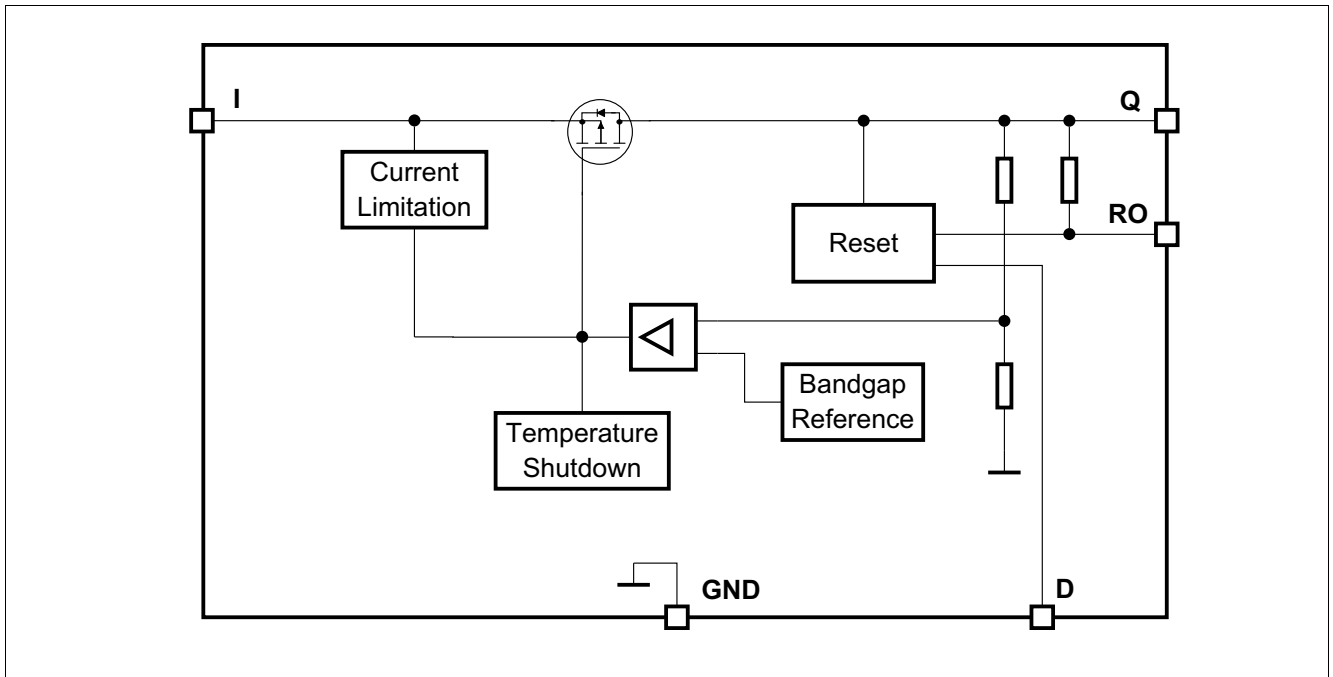 I
Q
Current
Limitation
RO
Reset
Bandgap
Reference
Temperature
Shutdown
GND
D